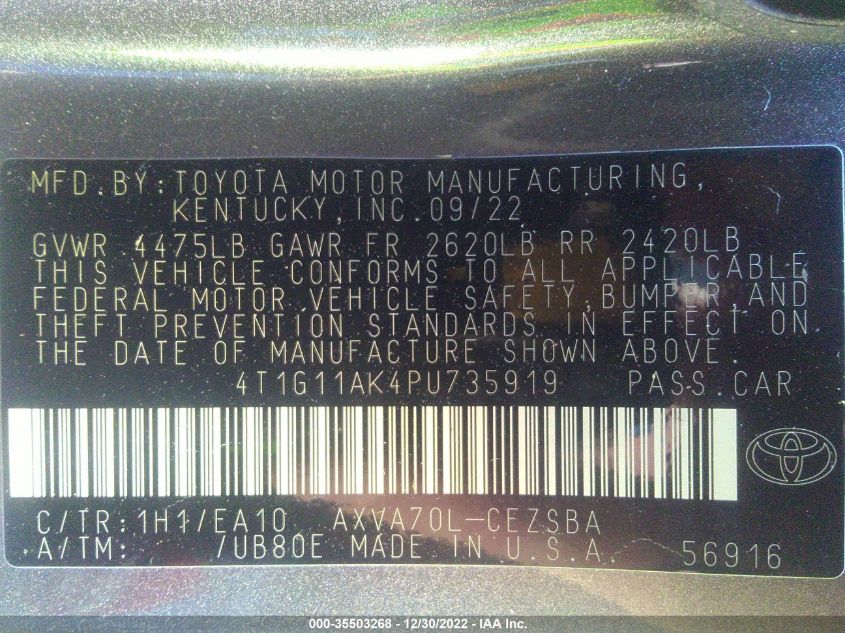 MFD.BY:TOYOTA MOTOR MANUFACTURING,
KENTUCKY,INC.09/22
GVWR 4475LB GAWR FR 2620LB RR 2420LB
THIS VEHICLE CONFORMS TO ALL APPLICABLE
FEDERAL MOTOR VEHICLE SAFETY,BUMPER,AND
THEFT PREVENTION STANDARDS IN EFFECT ON
THE DATE OF MANUFACTURE SHOWN ABOVE.
4T1G11AK4PU735919 PASS.CAR
C/TR:1H1/EA10 AXVA70L-CEZSBA
A/TM: /UB80E MADE IN U.S.A. 56916
000-35503268 - 12/30/2022 - IAA Inc.